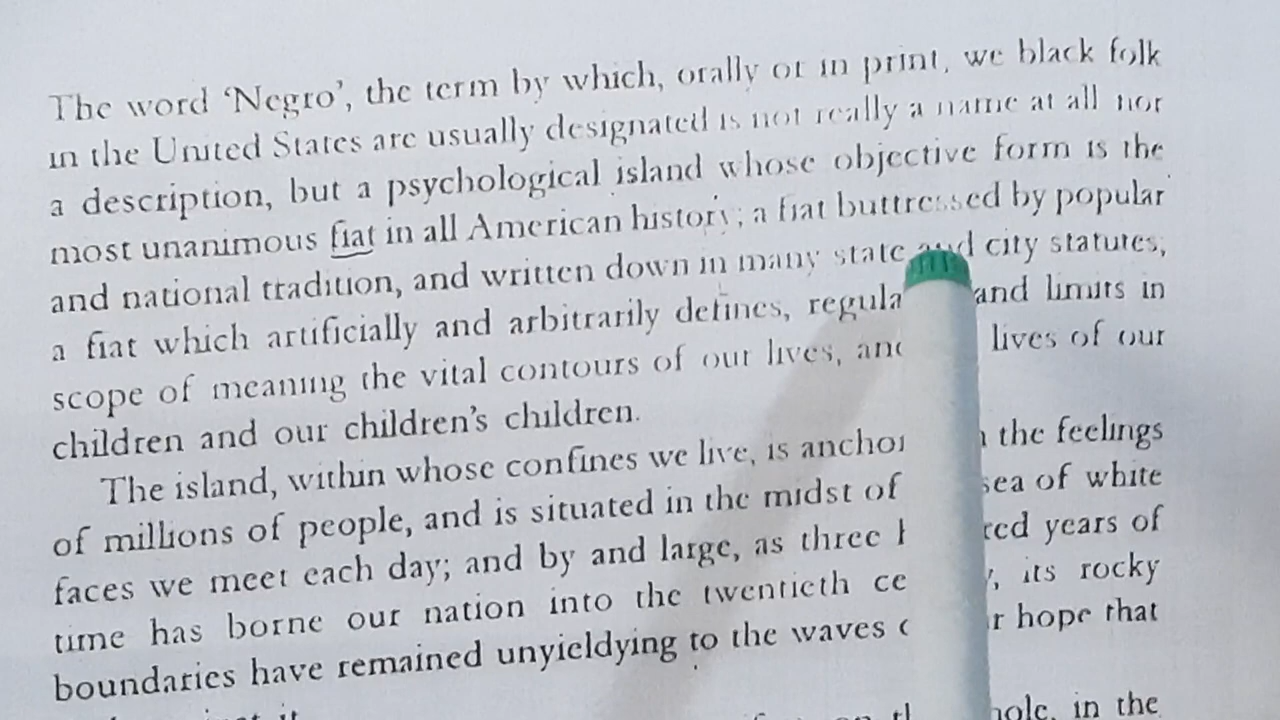 The word ‘Negro’, the term by which, orally or in print, we black folk
in the United States are usually designated is not really a name at all nor
a description, but a psychological island whose objective form is the
most unanimous fiat in all American history; a fiat buttressed by popular
and national tradition, and written down in many state and city statutes;
a fiat which artificially and arbitrarily defines, regula and limits in
scope of meaning the vital contours of our lives, and lives of our
children and our children’s children.
The island, within whose confines we live, is anchor the feelings
of millions of people, and is situated in the midst of sea of white
faces we meet each day; and by and large, as three years of
time has borne our nation into the twentieth ce , its rocky
boundaries have remained unyieldying to the waves hope that
in the